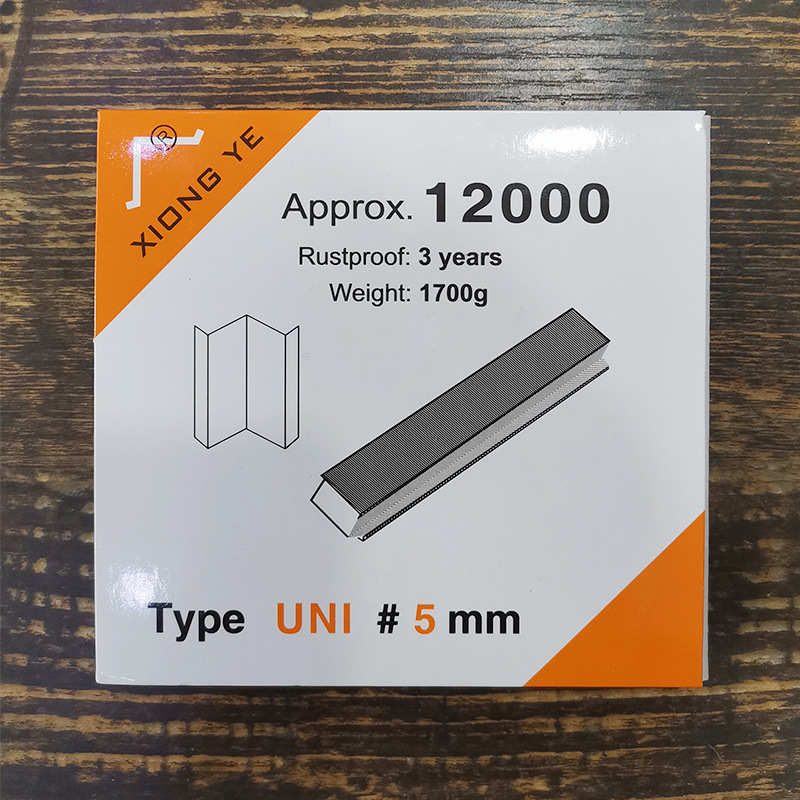 ®
XIONG YE
Approx. 12000
Rustproof: 3 years
Weight: 1700g
Type UNI # 5 mm